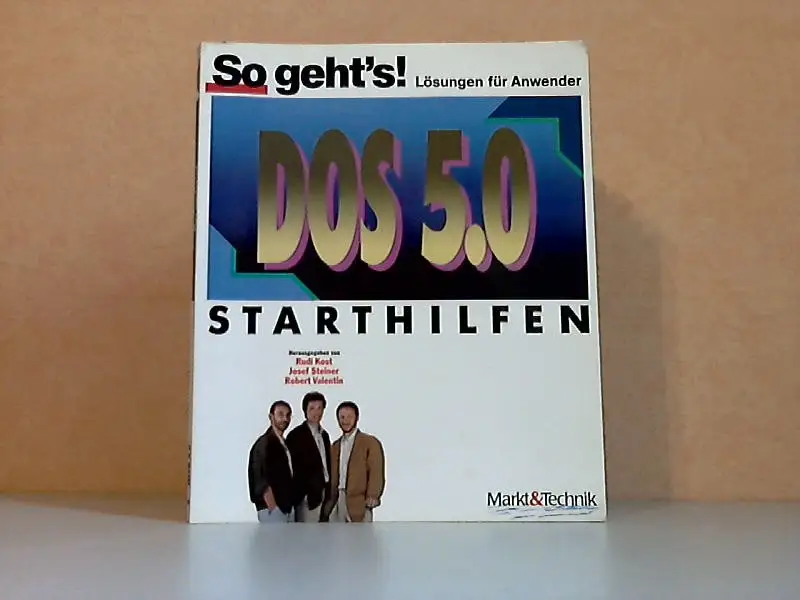 So geht's! Lösungen für Anwender
DOS 5.0
STARTHILFEN
Herausgegeben von
Rudi Kost
Josef Steiner
Robert Valentin
Markt&Technik